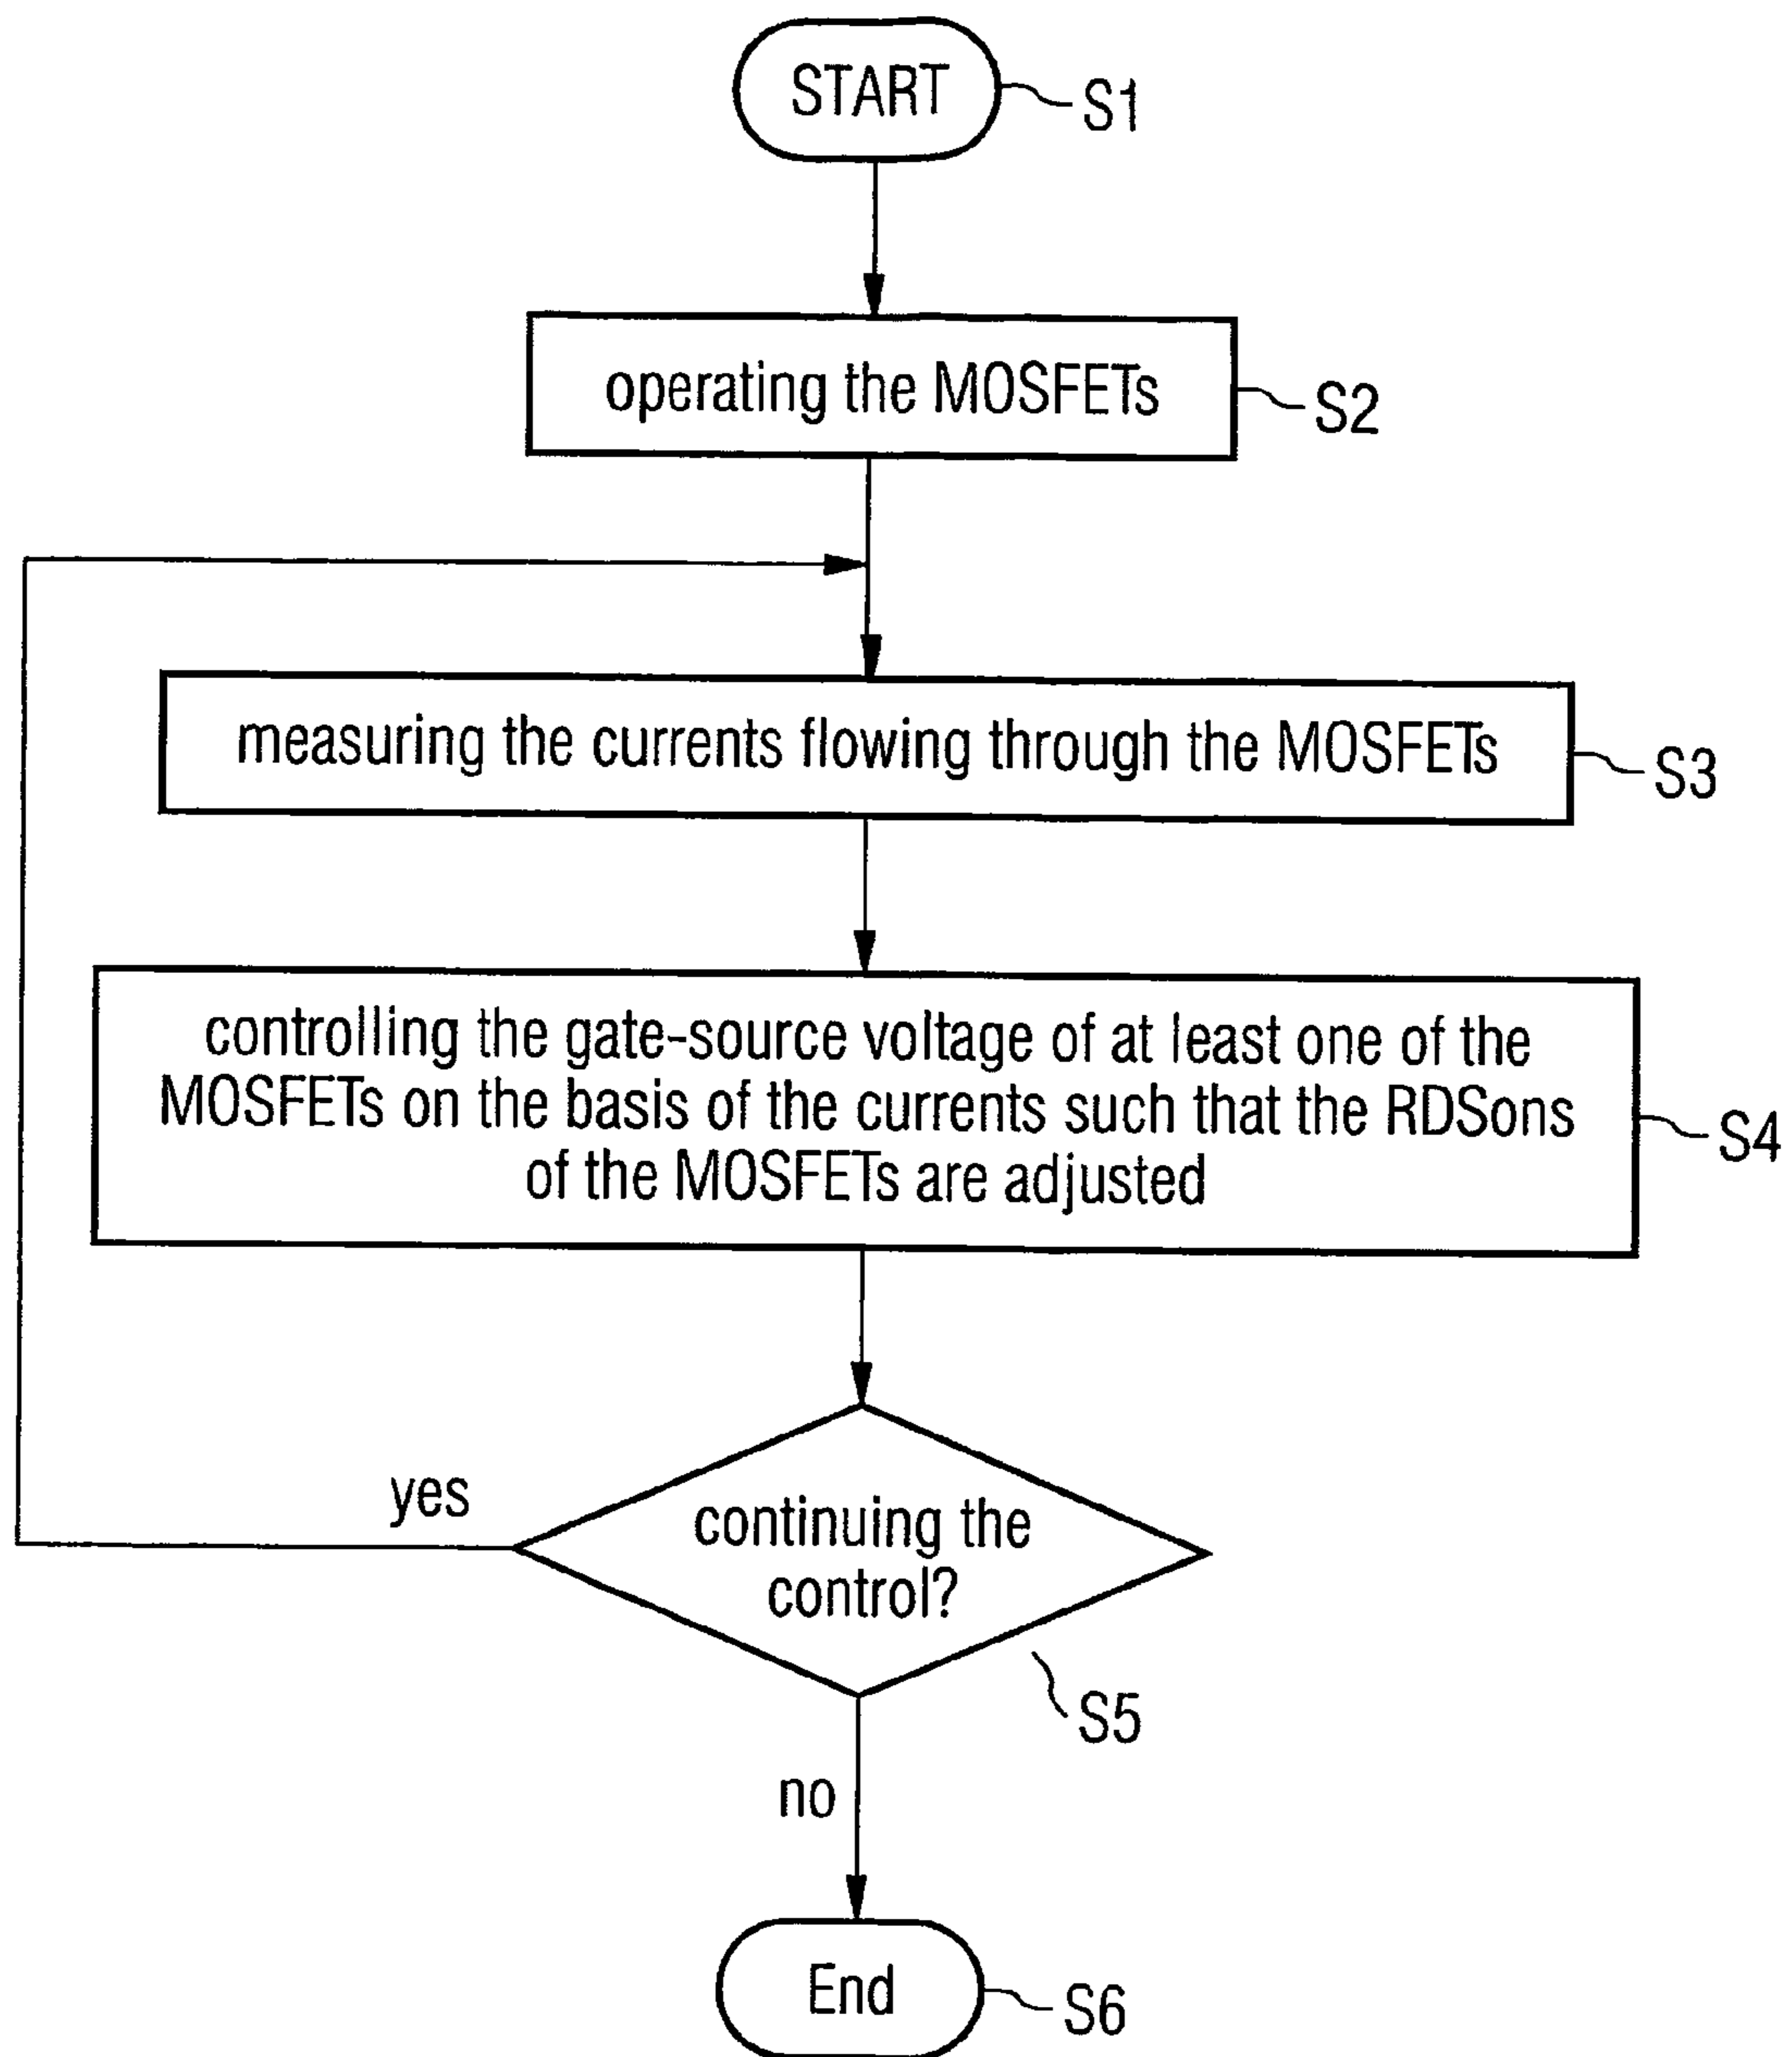 START
S1
operating the MOSFETs
S2
measuring the currents flowing through the MOSFETs
S3
controlling the gate-source voltage of at least one of the
MOSFETs on the basis of the currents such that the RDSons
of the MOSFETs are adjusted
S4
yes
continuing the
control?
S5
no
End
S6